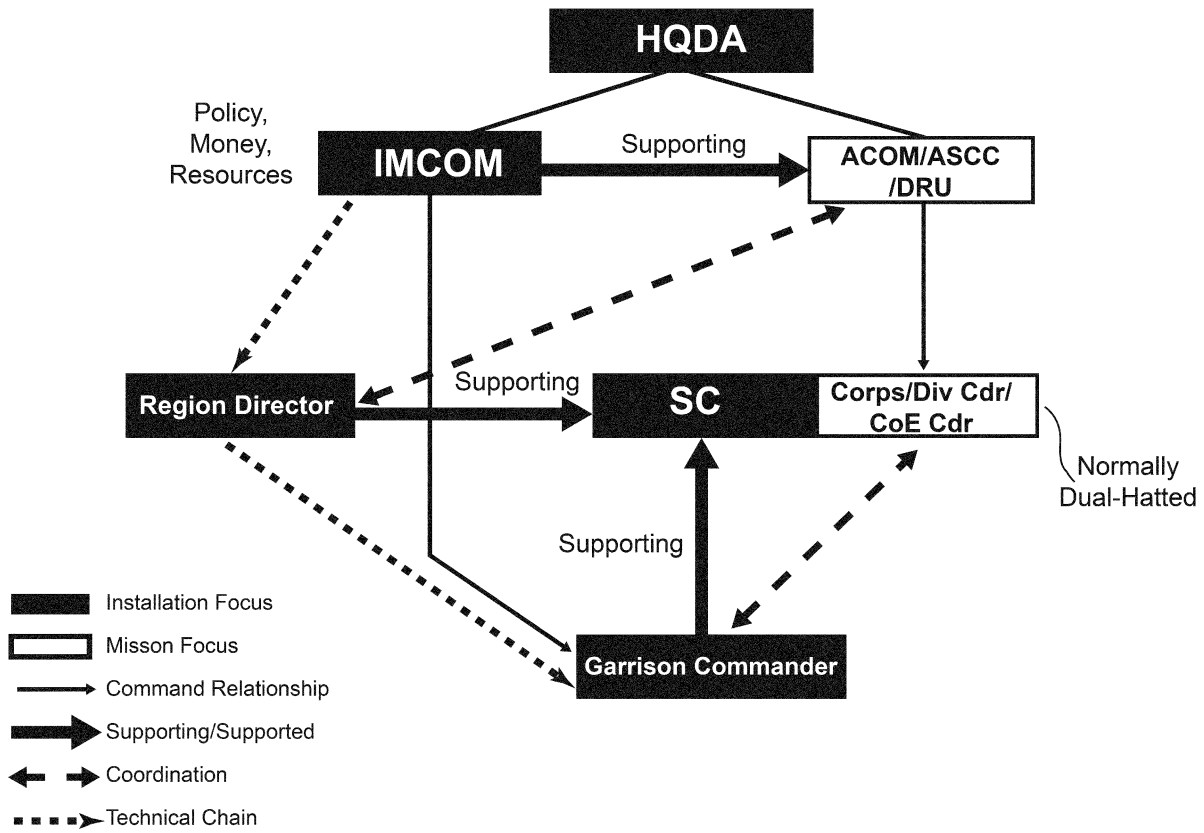 HQDA
Policy,
Money,
Resources
IMCOM
Supporting
ACOM/ASCC
/DRU
Region Director
Supporting
SC
Corps/Div Cdr/
CoE Cdr
Normally
Dual-Hatted
Supporting
Garrison Commander
Installation Focus
Misson Focus
Command Relationship
Supporting/Supported
Coordination
Technical Chain